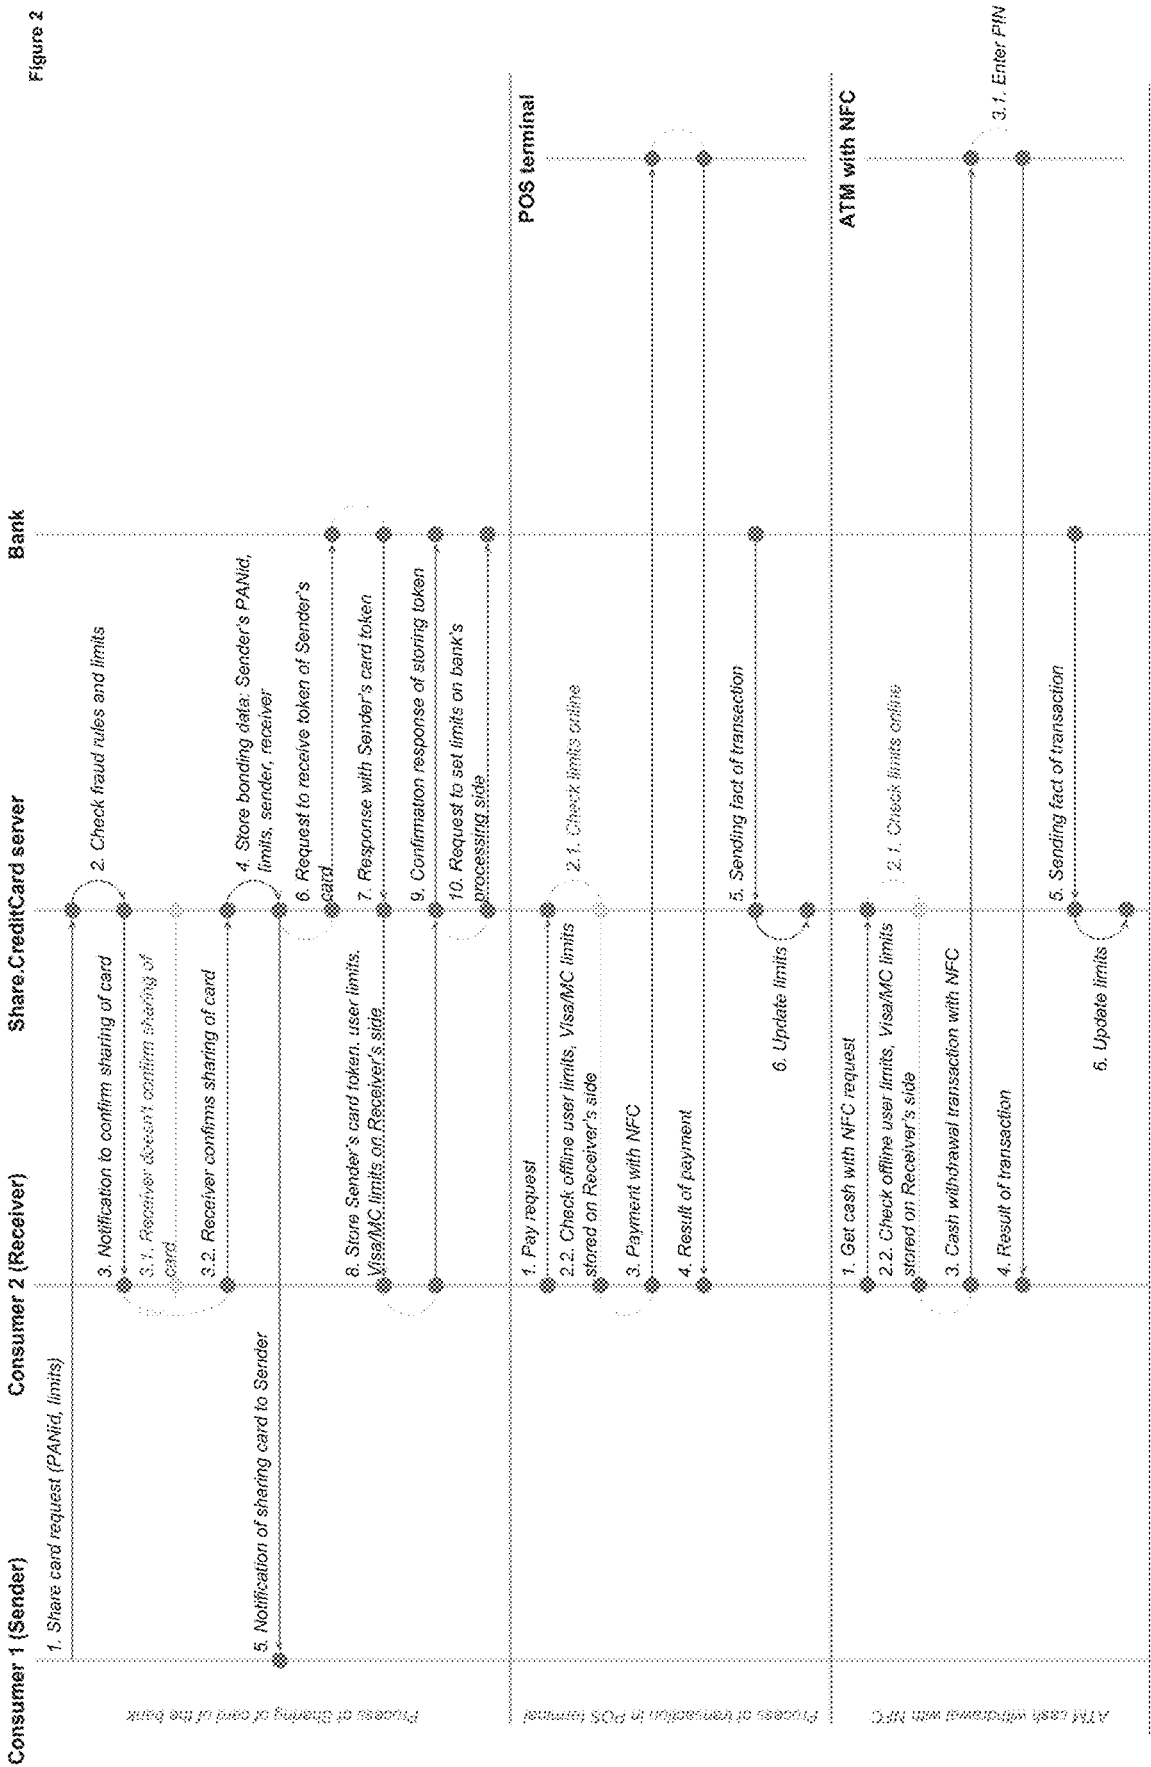 Figure 2
Consumer 1 (Sender)
Consumer 2 (Receiver)
Share.CreditCard server
Bank
Process of Sharing of card of the bank
1. Share card request (PANid, limits)
2. Check fraud rules and limits
3. Notification to confirm sharing of card
3.1. Receiver doesn't confirm sharing of
card
3.2. Receiver confirms sharing of card
4. Store bonding data: Sender's PANid,
limits, sender, receiver
5. Notification of sharing card to Sender
6. Request to receive token of Sender's
card
7. Response with Sender's card token
8. Store Sender's card token, user limits,
Visa/MC limits on Receiver's side
9. Confirmation response of storing token
10. Request to set limits on bank's
processing side
Process of transaction in POS terminal
POS terminal
1. Pay request
2.1. Check limits online
2.2. Check offline user limits, Visa/MC limits
stored on Receiver's side
3. Payment with NFC
4. Result of payment
5. Sending fact of transaction
6. Update limits
ATM cash withdrawal with NFC
ATM with NFC
1. Get cash with NFC request
2.1. Check limits online
2.2. Check offline user limits, Visa/MC limits
stored on Receiver's side
3. Cash withdrawal transaction with NFC
3.1. Enter PIN
4. Result of transaction
5. Sending fact of transaction
6. Update limits